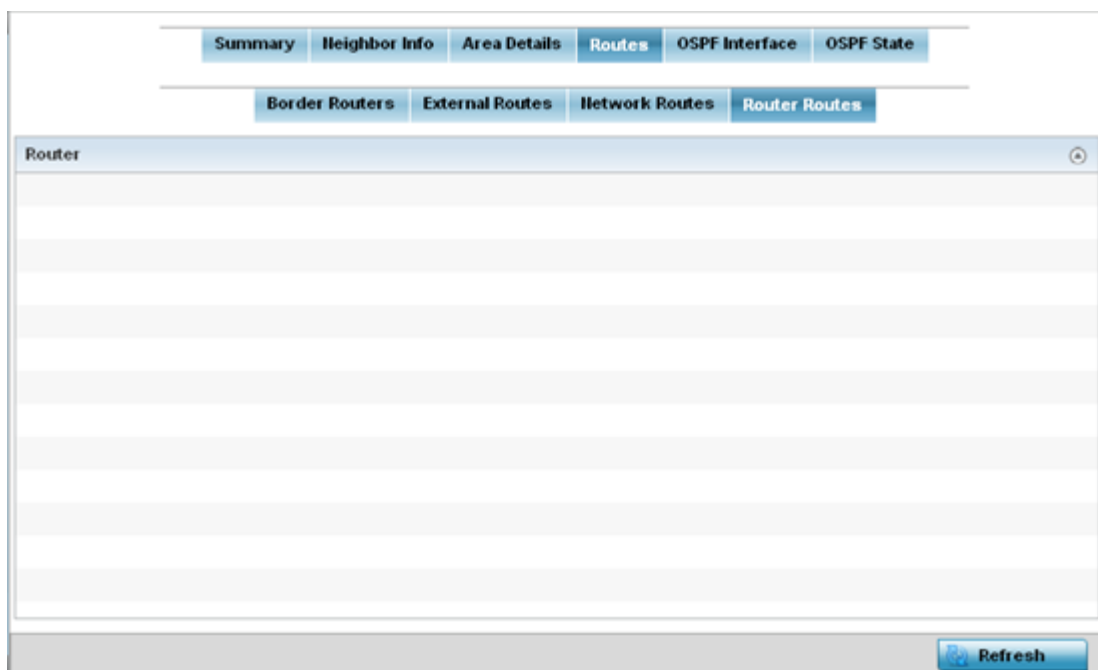 Summary Neighbor Info Area Details Routes OSPF Interface OSPF State
Border Routers External Routes Network Routes Router Routes
Router
Refresh